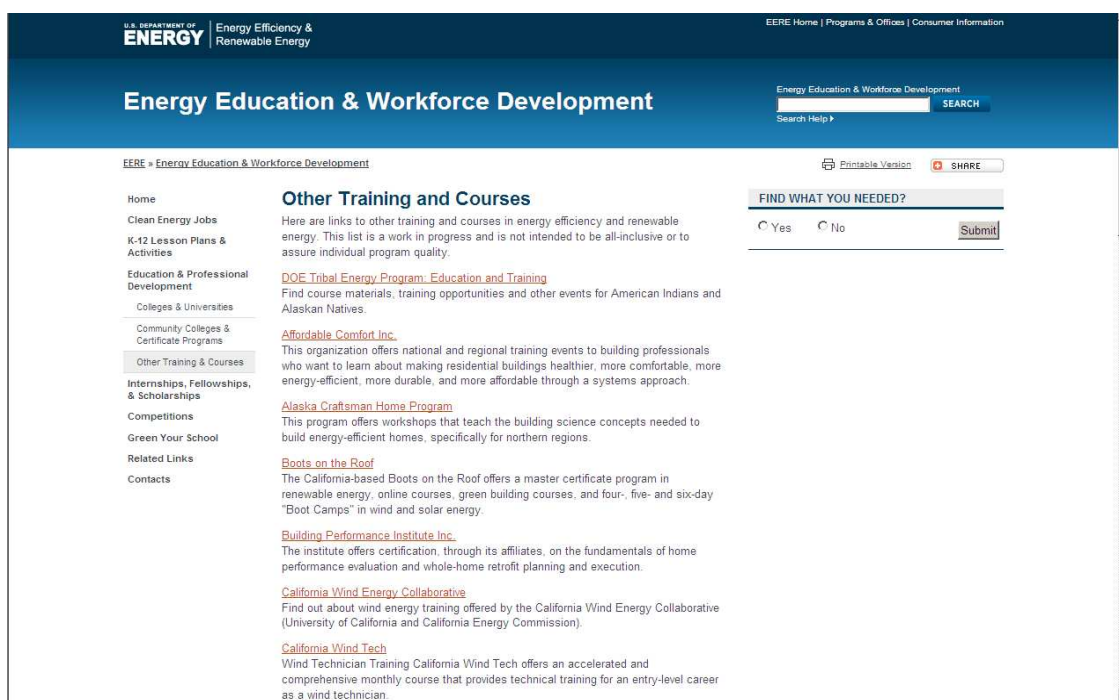 U.S. DEPARTMENT OF
ENERGY
Energy Efficiency &
Renewable Energy
EERE Home | Programs & Offices | Consumer Information
Energy Education & Workforce Development
Energy Education & Workforce Development
SEARCH
Search Help
EERE » Energy Education & Workforce Development
Printable Version
SHARE
Home
Clean Energy Jobs
K-12 Lesson Plans &
Activities
Education & Professional
Development
Colleges & Universities
Community Colleges &
Certificate Programs
Other Training & Courses
Internships, Fellowships,
& Scholarships
Competitions
Green Your School
Related Links
Contacts
Other Training and Courses
Here are links to other training and courses in energy efficiency and renewable
energy. This list is a work in progress and is not intended to be all-inclusive or to
assure individual program quality.
DOE Tribal Energy Program: Education and Training
Find course materials, training opportunities and other events for American Indians and
Alaskan Natives.
Affordable Comfort Inc.
This organization offers national and regional training events to building professionals
who want to learn about making residential buildings healthier, more comfortable, more
energy-efficient, more durable, and more affordable through a systems approach.
Alaska Craftsman Home Program
This program offers workshops that teach the building science concepts needed to
build energy-efficient homes, specifically for northern regions.
Boots on the Roof
The California-based Boots on the Roof offers a master certificate program in
renewable energy, online courses, green building courses, and four-, five- and six-day
"Boot Camps" in wind and solar energy.
Building Performance Institute Inc.
The institute offers certification, through its affiliates, on the fundamentals of home
performance evaluation and whole-home retrofit planning and execution.
California Wind Energy Collaborative
Find out about wind energy training offered by the California Wind Energy Collaborative
(University of California and California Energy Commission).
California Wind Tech
Wind Technician Training California Wind Tech offers an accelerated and
comprehensive monthly course that provides technical training for an entry-level career
as a wind technician.
FIND WHAT YOU NEEDED?
Yes
No
Submit